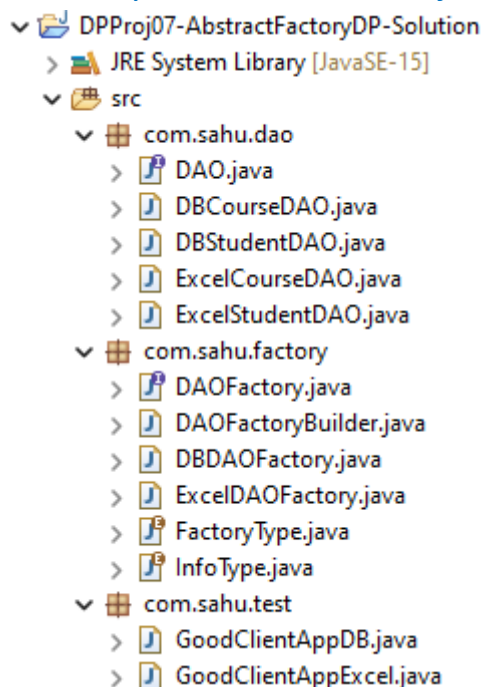 DPProj07-AbstractFactoryDP-Solution
JRE System Library [JavaSE-15]
src
com.sahu.dao
DAO.java
DBCourseDAO.java
DBStudentDAO.java
ExcelCourseDAO.java
ExcelStudentDAO.java
com.sahu.factory
DAOFactory.java
DAOFactoryBuilder.java
DBDAOFactory.java
ExcelDAOFactory.java
FactoryType.java
InfoType.java
com.sahu.test
GoodClientAppDB.java
GoodClientAppExcel.java